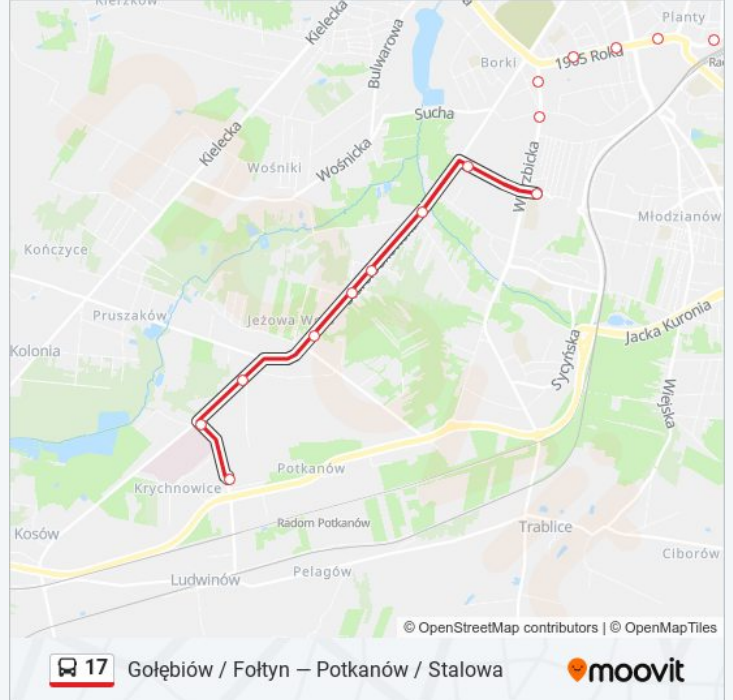 Kierzków
Planty
Kielecka
Bulwarowa
Borki
1905 Roku
Sucha
Kielecka
Wośnicka
Wośniki
Młodzianów
Kończyce
Pruszaków
Jeżowa Wo
Kolonia
Jacka Kuronia
Sycyńska
Wiejska
Potkanów
Krychnowice
Radom Potkanów
Trablice
Kosów
Ciborów
Pelagów
Ludwinów
© OpenStreetMap contributors | © OpenMapTiles
17 Gołębiów / Fołtyn — Potkanów / Stalowa
moovit